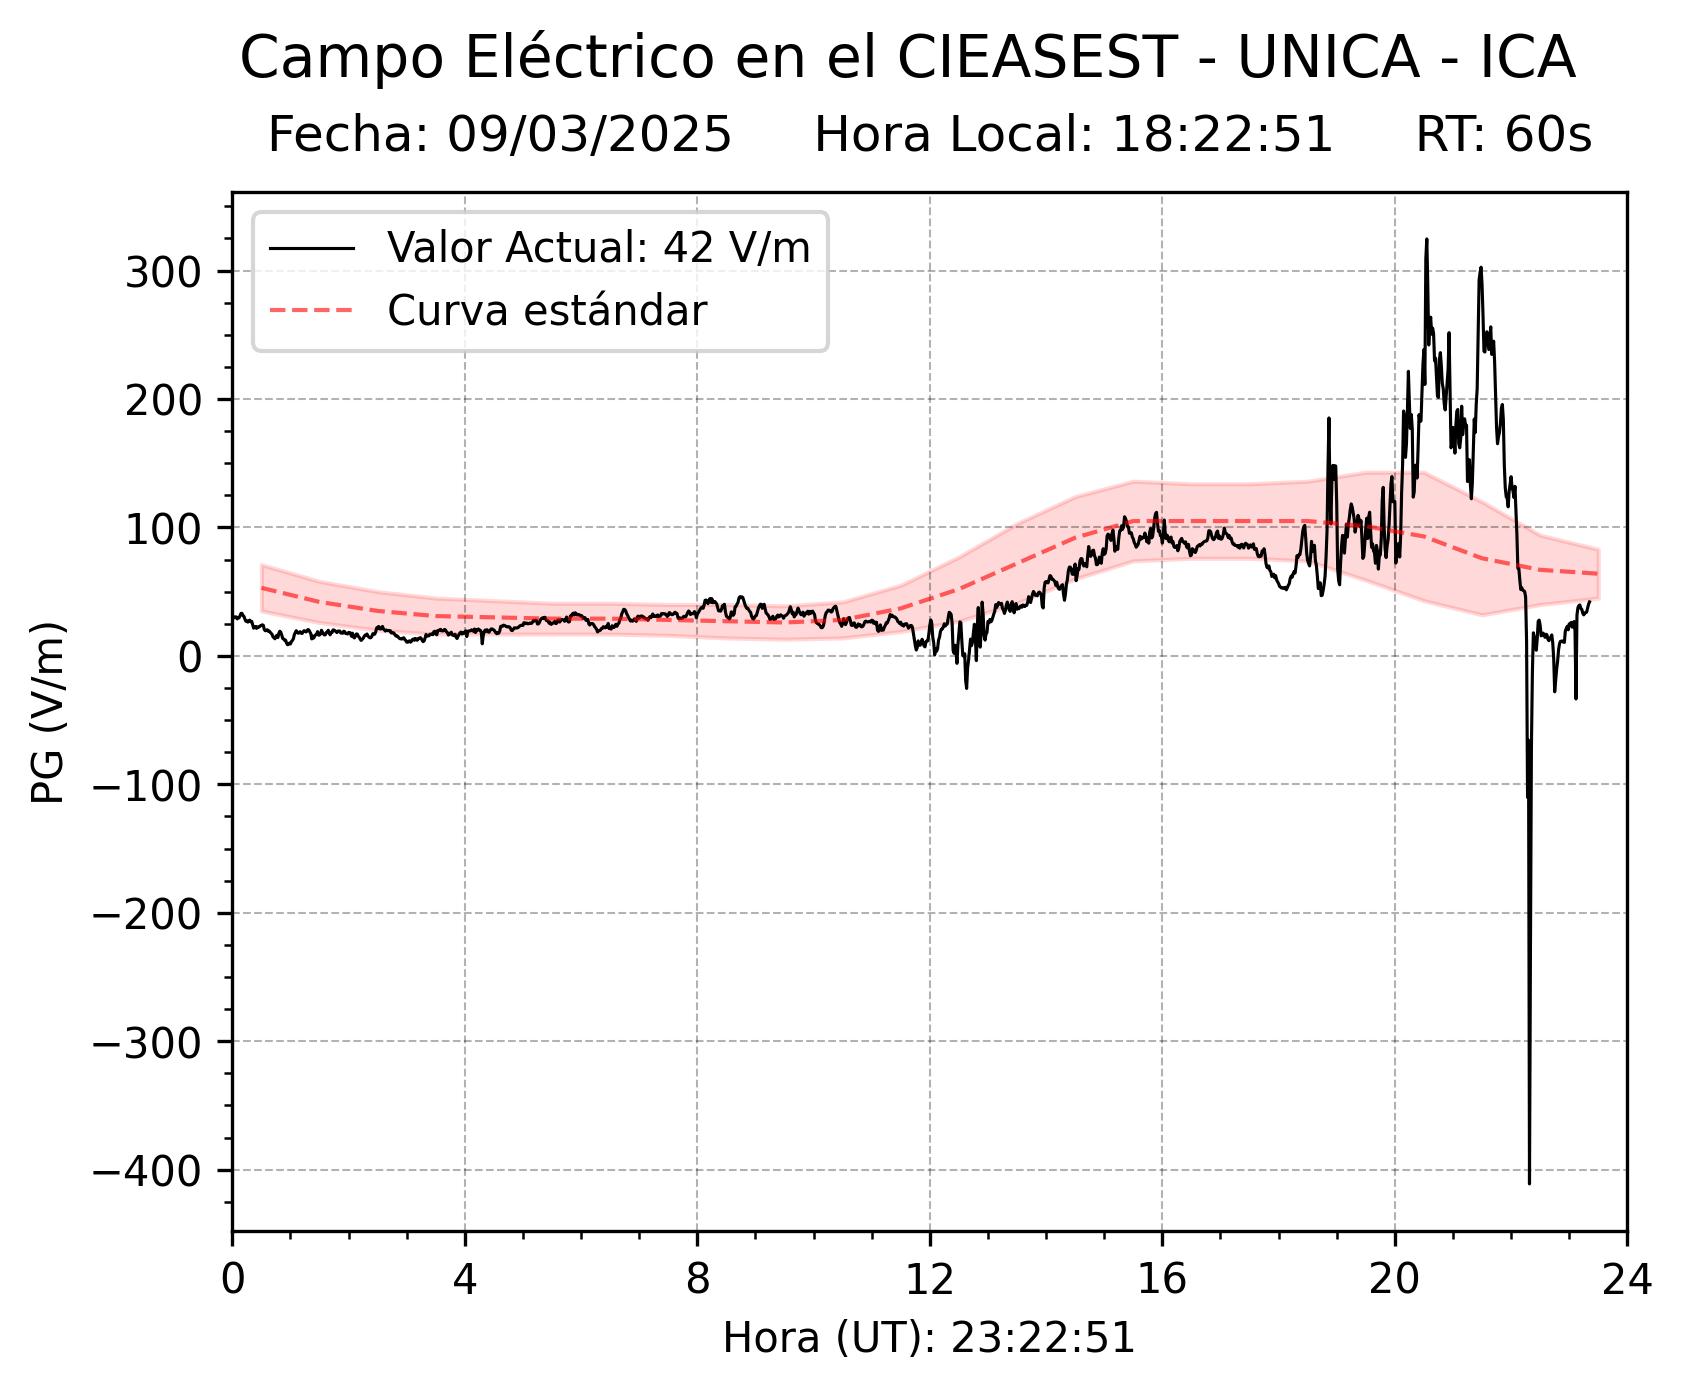 Campo Eléctrico en el CIEASEST - UNICA - ICA
Fecha: 09/03/2025 Hora Local: 18:22:51 RT: 60s
Valor Actual: 42 V/m
Curva estándar
300
200
100
0
−100
−200
−300
−400
PG (V/m)
0 4 8 12 16 20 24
Hora (UT): 23:22:51